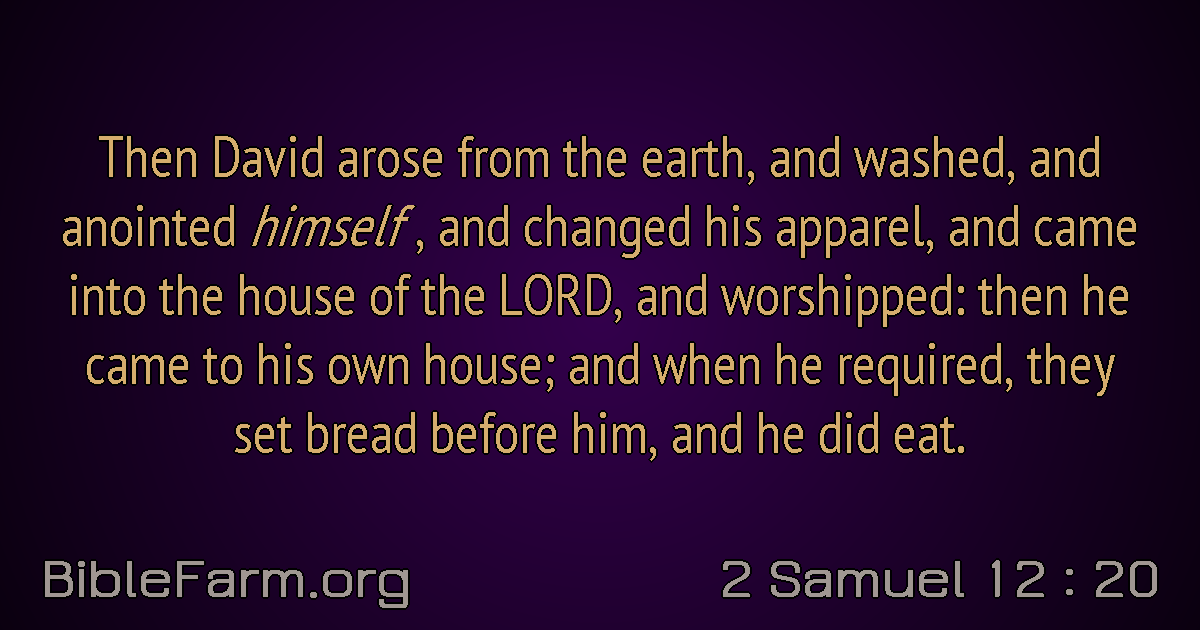 Then David arose from the earth, and washed, and
anointed himself , and changed his apparel, and came
into the house of the LORD, and worshipped: then he
came to his own house; and when he required, they
set bread before him, and he did eat.
BibleFarm.org
2 Samuel 12 : 20